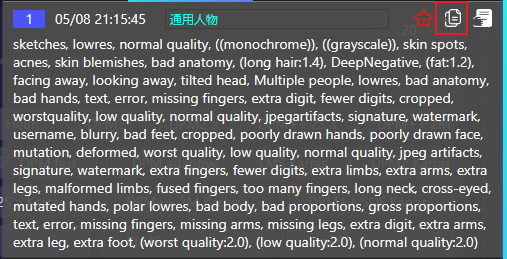 1 05/08 21:15:45 通用人物
sketches, lowres, normal quality, ((monochrome)), ((grayscale)), skin spots,
acnes, skin blemishes, bad anatomy, (long hair:1.4), DeepNegative, (fat:1.2),
facing away, looking away, tilted head, Multiple people, lowres, bad anatomy,
bad hands, text, error, missing fingers, extra digit, fewer digits, cropped,
worstquality, low quality, normal quality, jpegartifacts, signature, watermark,
username, blurry, bad feet, cropped, poorly drawn hands, poorly drawn face,
mutation, deformed, worst quality, low quality, normal quality, jpeg artifacts,
signature, watermark, extra fingers, fewer digits, extra limbs, extra arms, extra
legs, malformed limbs, fused fingers, too many fingers, long neck, cross-eyed,
mutated hands, polar lowres, bad body, bad proportions, gross proportions,
text, error, missing fingers, missing arms, missing legs, extra digit, extra arms,
extra leg, extra foot, (worst quality:2.0), (low quality:2.0), (normal quality:2.0)